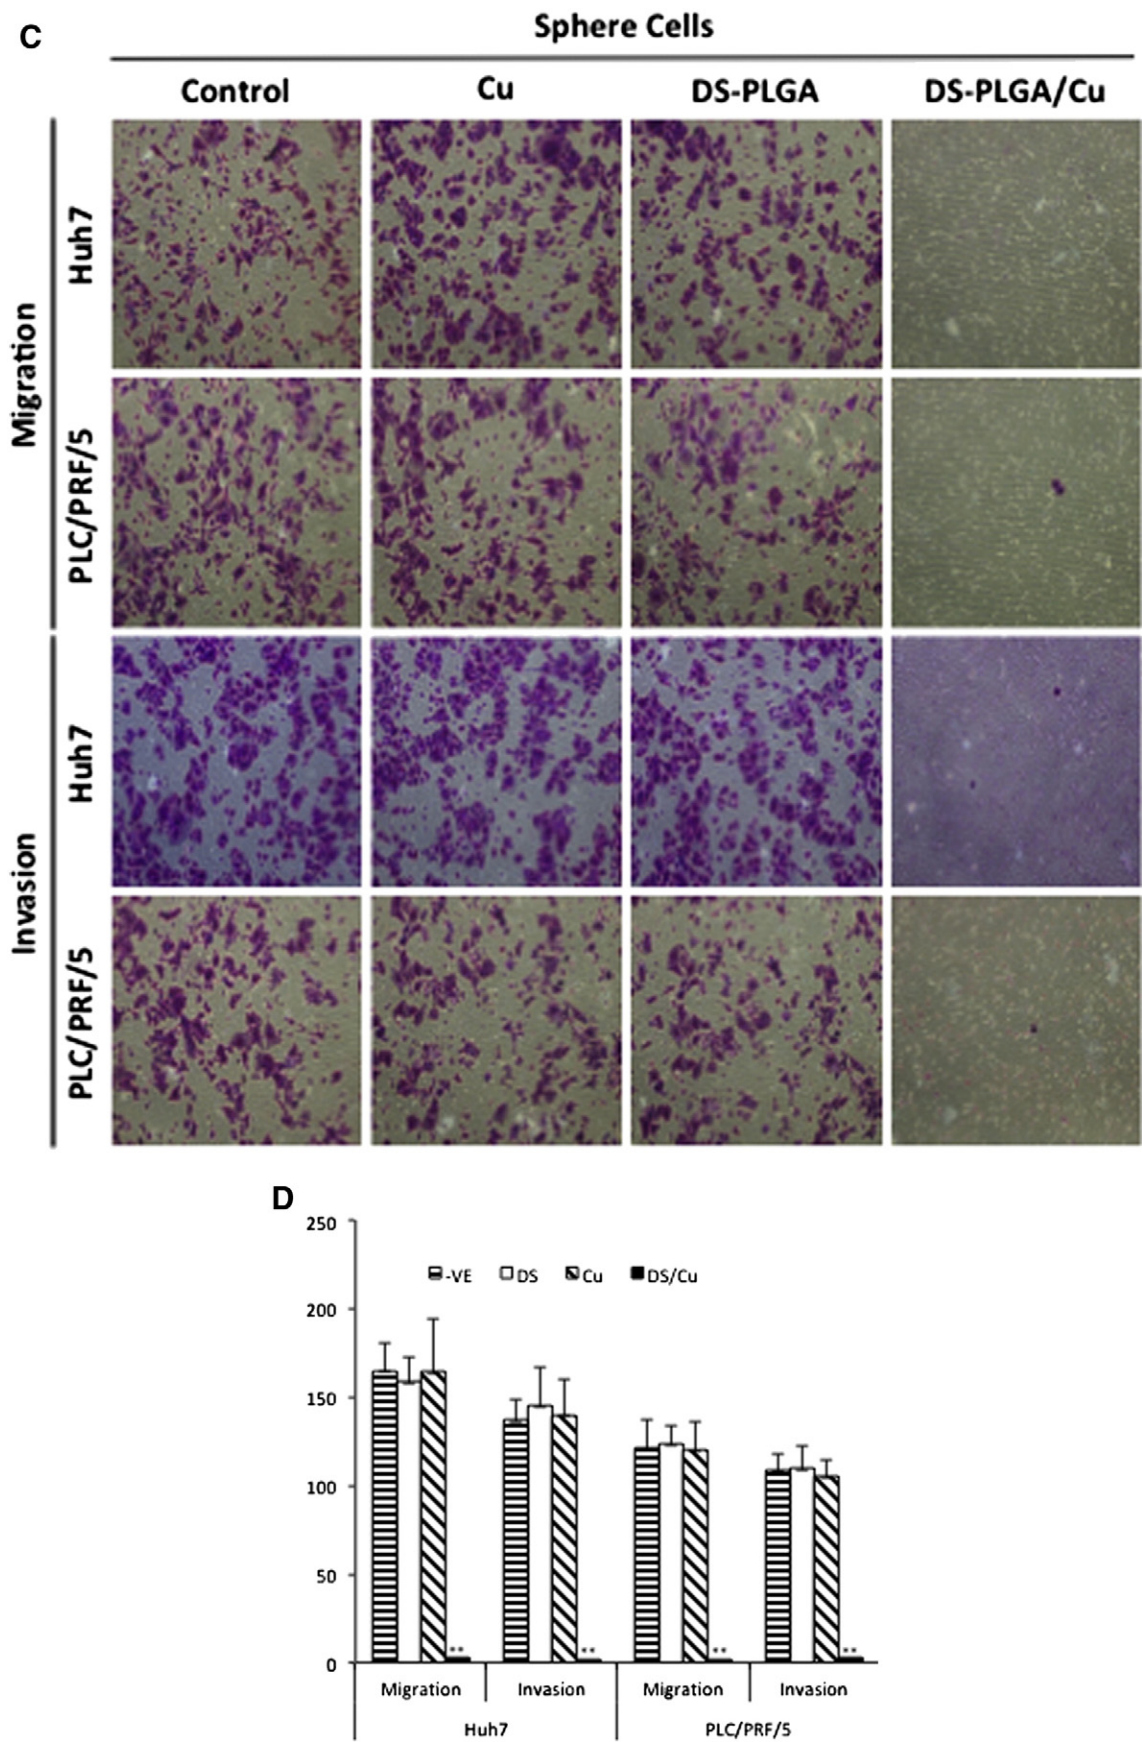 C
Sphere Cells
Control Cu DS-PLGA DS-PLGA/Cu
Migration
Huh7
PLC/PRF/5
Invasion
Huh7
PLC/PRF/5
D
250
200
150
100
50
0
-VE DS Cu DS/Cu
** ** ** **
Migration Invasion Migration Invasion
Huh7 PLC/PRF/5